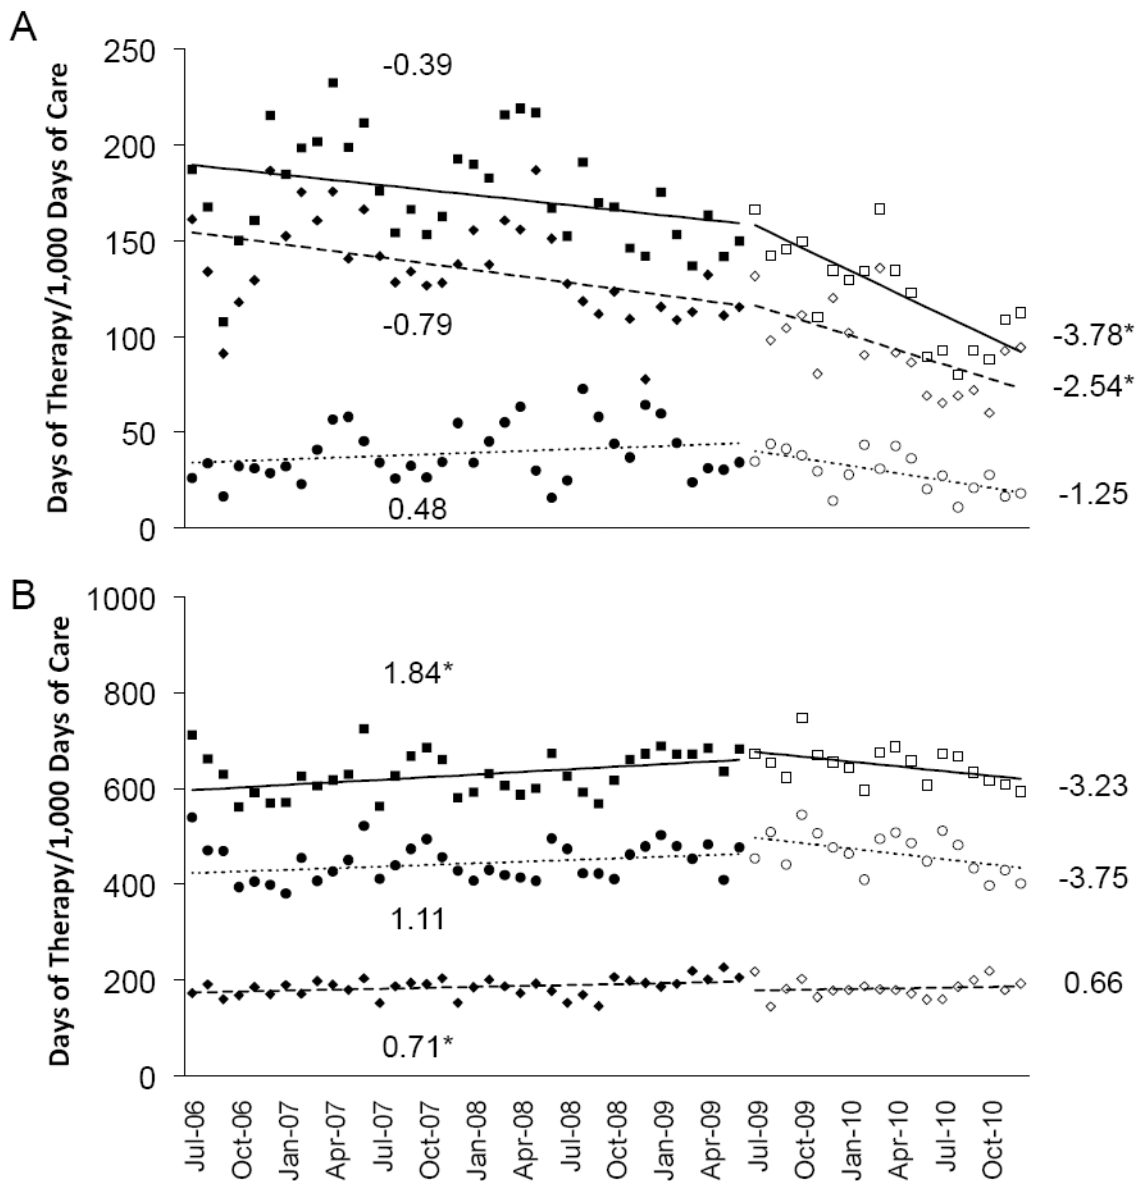 A
Days of Therapy/1,000 Days of Care
250
200
150
100
50
0
-0.39
-0.79
0.48
-3.78*
-2.54*
-1.25
B
Days of Therapy/1,000 Days of Care
1000
800
600
400
200
0
1.84*
1.11
0.71*
-3.23
-3.75
0.66
Jul-06
Oct-06
Jan-07
Apr-07
Jul-07
Oct-07
Jan-08
Apr-08
Jul-08
Oct-08
Jan-09
Apr-09
Jul-09
Oct-09
Jan-10
Apr-10
Jul-10
Oct-10